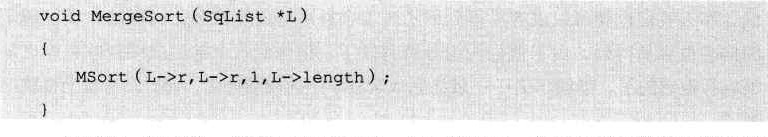 void MergeSort (SqList *L)
{
MSort (L->r,L->r,1,L->length);
}